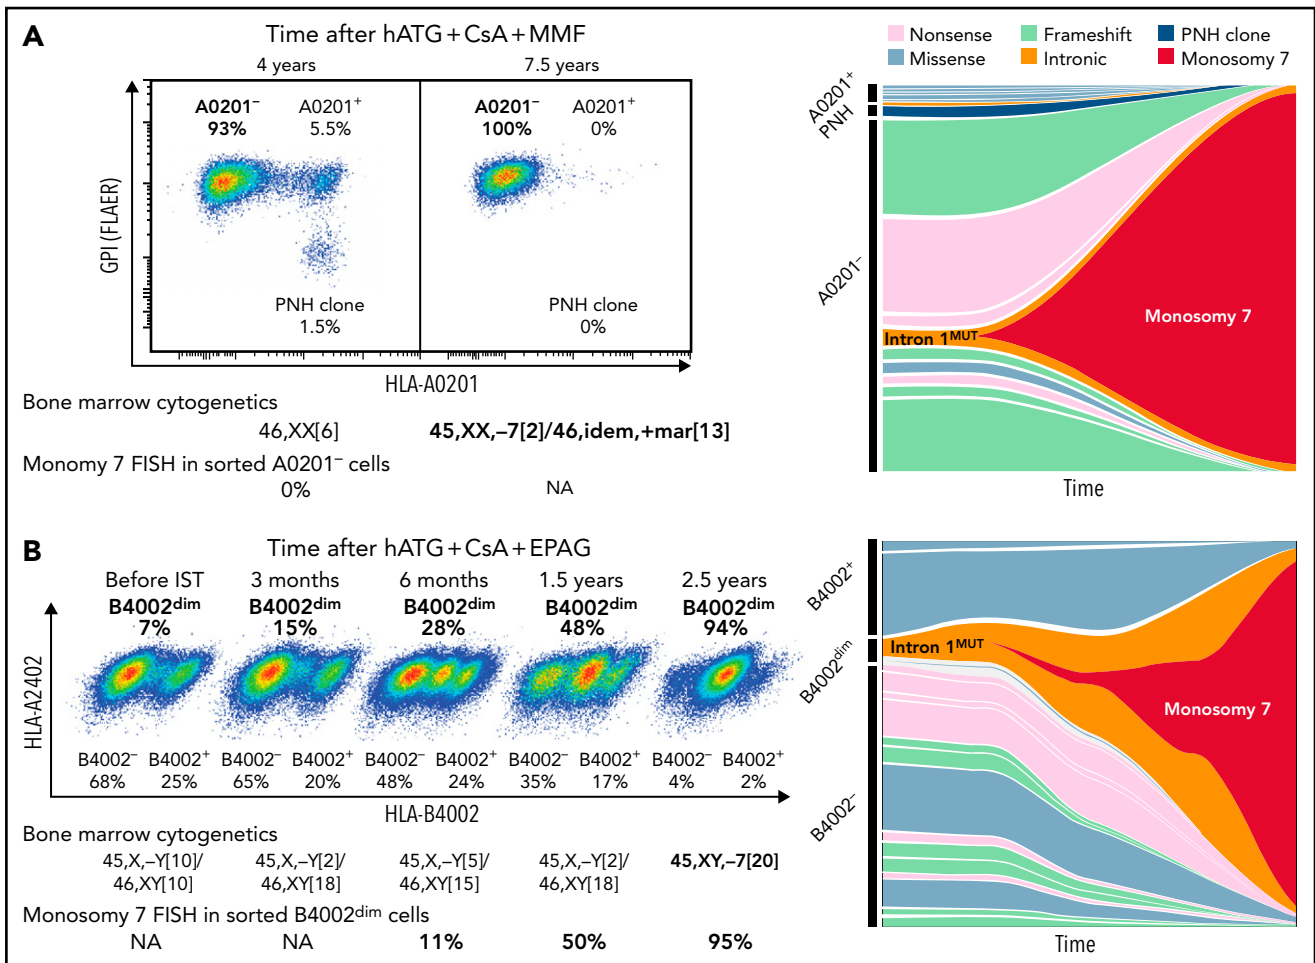 A
Time after hATG+CsA+MMF
4 years 7.5 years
A0201⁻ A0201⁺ A0201⁻ A0201⁺
93% 5.5% 100% 0%
GPI (FLAER)
PNH clone PNH clone
1.5% 0%
HLA-A0201
Bone marrow cytogenetics
46,XX[6] 45,XX,–7[2]/46,idem,+mar[13]
Monomy 7 FISH in sorted A0201⁻ cells
0% NA
Nonsense Frameshift PNH clone
Missense Intronic Monosomy 7
A0201⁺
PNH
A0201⁻
Intron 1ᴹᵁᵀ
Monosomy 7
Time
B
Time after hATG+CsA+EPAG
Before IST 3 months 6 months 1.5 years 2.5 years
B4002ᵈⁱᵐ B4002ᵈⁱᵐ B4002ᵈⁱᵐ B4002ᵈⁱᵐ B4002ᵈⁱᵐ
7% 15% 28% 48% 94%
HLA-A2402
B4002⁻ B4002⁺ B4002⁻ B4002⁺ B4002⁻ B4002⁺ B4002⁻ B4002⁺ B4002⁻ B4002⁺
68% 25% 65% 20% 48% 24% 35% 17% 4% 2%
HLA-B4002
Bone marrow cytogenetics
45,X,–Y[10]/ 45,X,–Y[2]/ 45,X,–Y[5]/ 45,X,–Y[2]/ 45,XY,–7[20]
46,XY[10] 46,XY[18] 46,XY[15] 46,XY[18]
Monosomy 7 FISH in sorted B4002ᵈⁱᵐ cells
NA NA 11% 50% 95%
B4002⁺
B4002ᵈⁱᵐ
B4002⁻
Intron 1ᴹᵁᵀ
Monosomy 7
Time